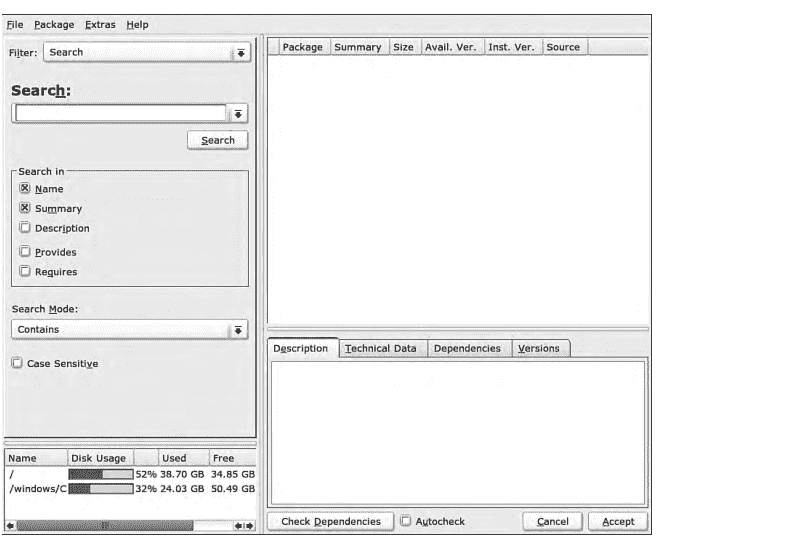 File Package Extras Help
Filter: Search
Search:
Search
Search in
Name
Summary
Description
Provides
Requires
Search Mode:
Contains
Case Sensitive
Name Disk Usage Used Free
/ 52% 38.70 GB 34.85 GB
/windows/C 32% 24.03 GB 50.49 GB
Package Summary Size Avail. Ver. Inst. Ver. Source
Description Technical Data Dependencies Versions
Check Dependencies Autocheck Cancel Accept